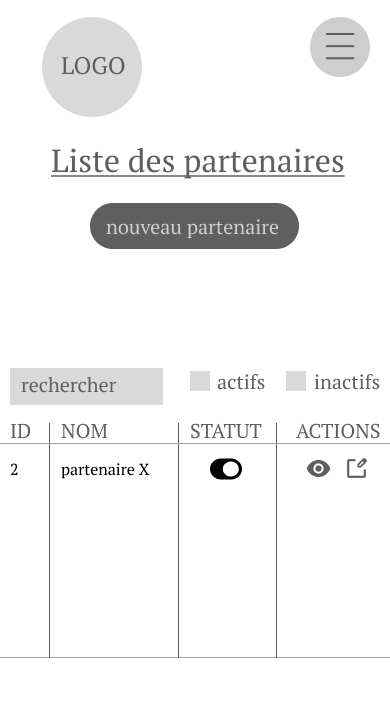 LOGO
Liste des partenaires
nouveau partenaire
rechercher actifs inactifs
ID NOM STATUT ACTIONS
2 partenaire X